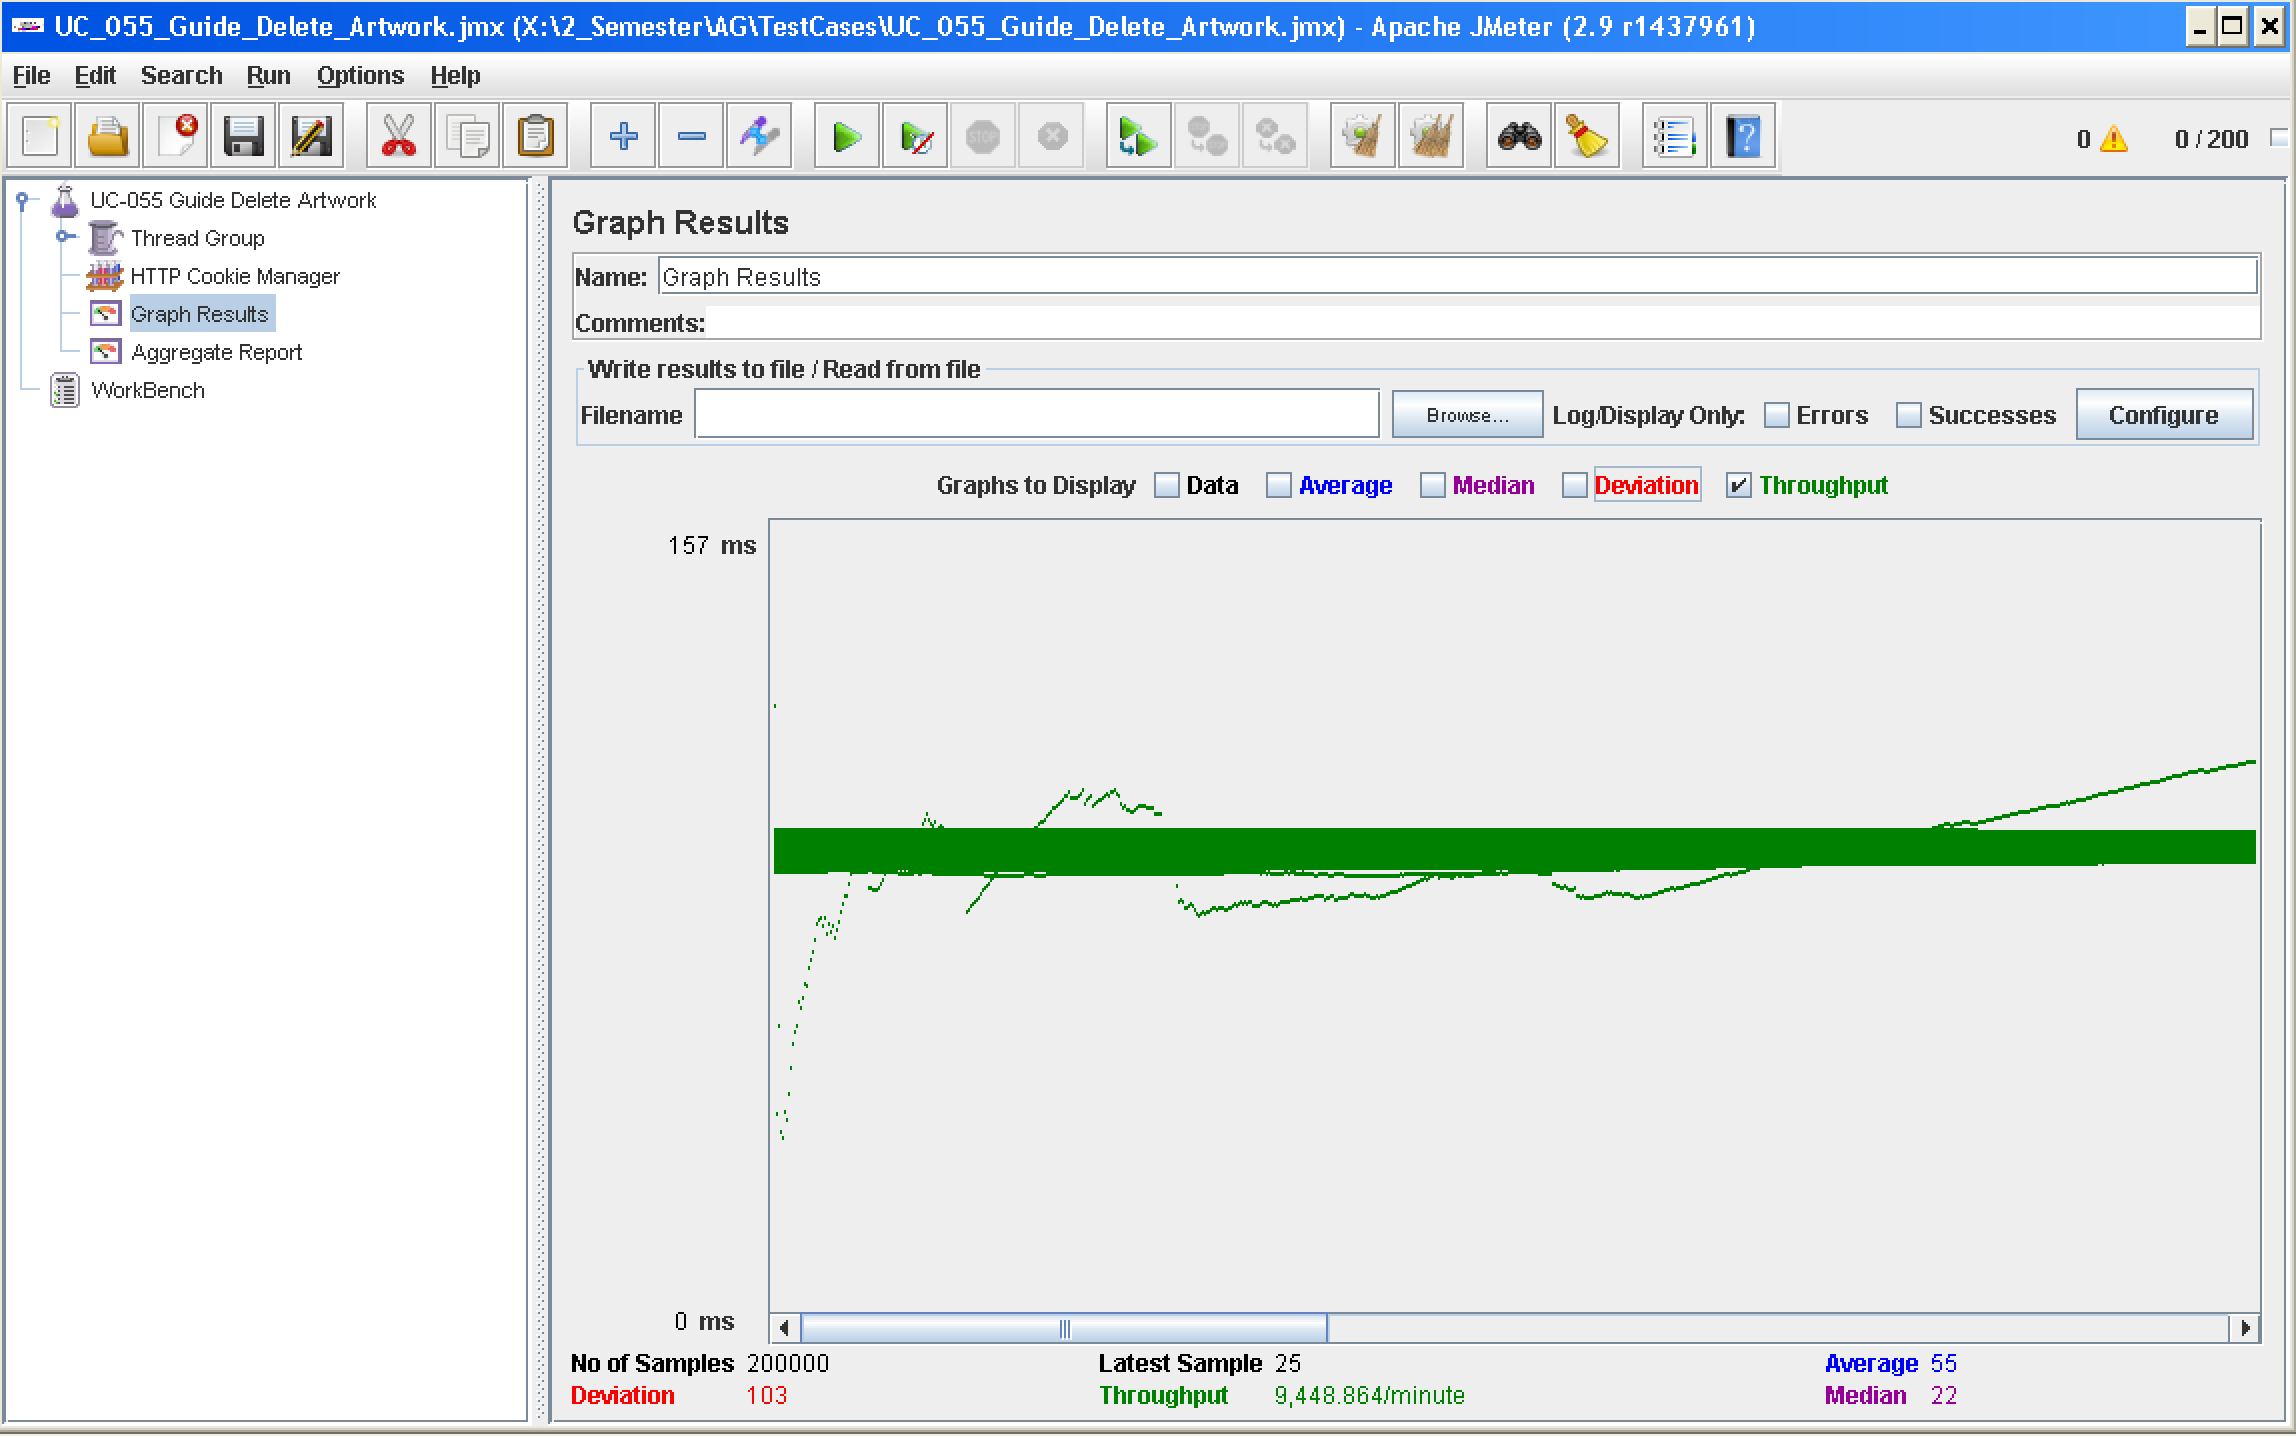 UC_055_Guide_Delete_Artwork.jmx (X:\2_Semester\AG\TestCases\UC_055_Guide_Delete_Artwork.jmx) - Apache JMeter (2.9 r1437961)
File Edit Search Run Options Help
STOP
?
0 0 / 200
UC-055 Guide Delete Artwork
Thread Group
HTTP Cookie Manager
Graph Results
Aggregate Report
WorkBench
Graph Results
Name: Graph Results
Comments:
Write results to file / Read from file
Filename Browse... Log/Display Only: Errors Successes Configure
Graphs to Display Data Average Median Deviation Throughput
157 ms
0 ms
No of Samples 200000 Latest Sample 25 Average 55
Deviation 103 Throughput 9,448.864/minute Median 22